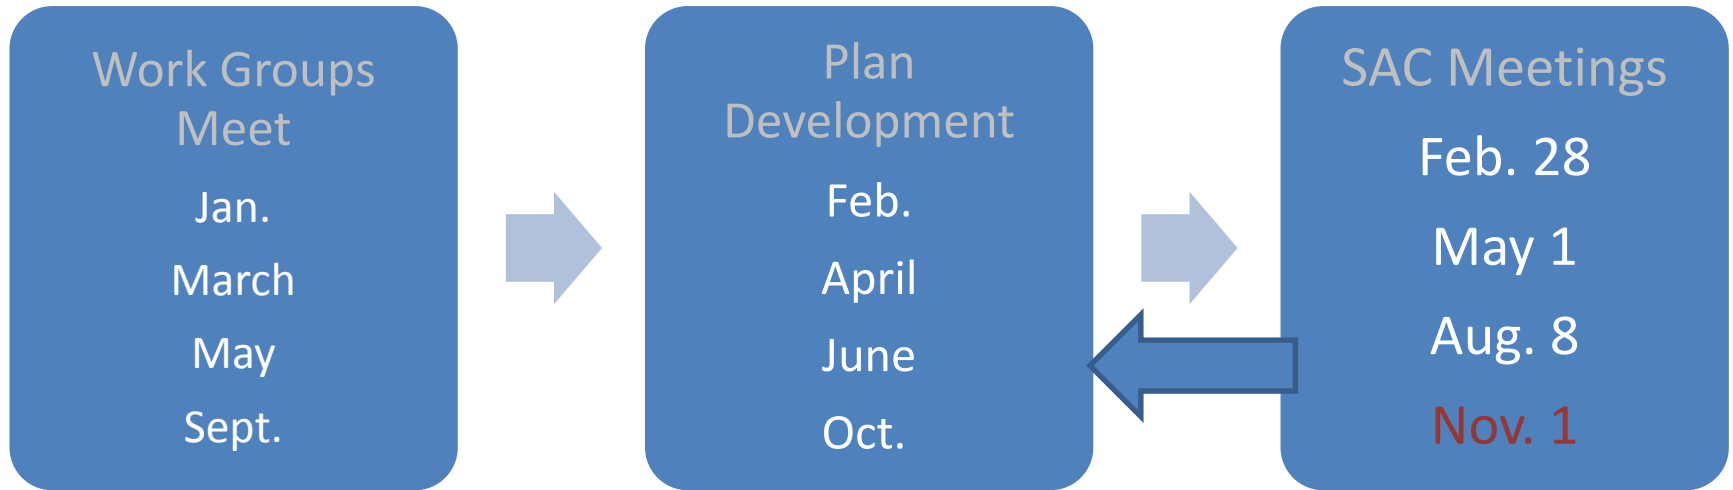 Work Groups
Meet
Jan.
March
May
Sept.
Plan
Development
Feb.
April
June
Oct.
SAC Meetings
Feb. 28
May 1
Aug. 8
Nov. 1